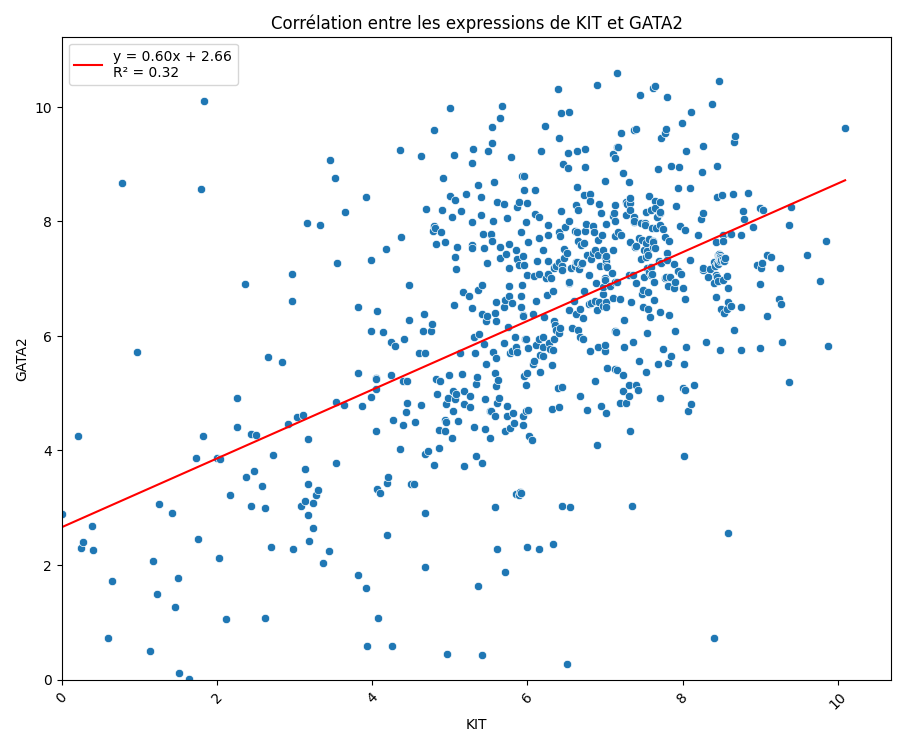 Corrélation entre les expressions de KIT et GATA2
y = 0.60x + 2.66
R² = 0.32
10
8
6
4
2
0
GATA2
0 2 4 6 8 10
KIT